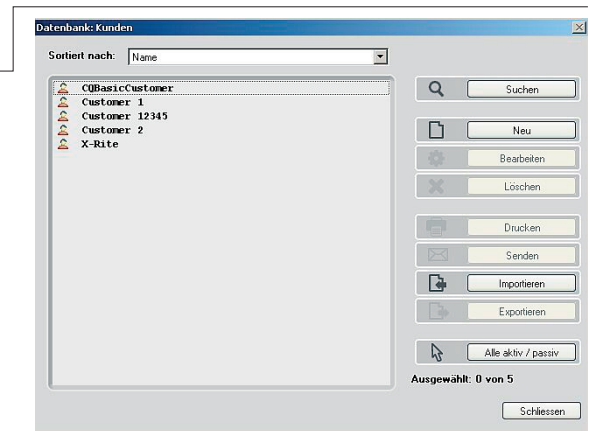 Datenbank: Kunden
Sortiert nach: Name
CQBasicCustomer
Customer 1
Customer 12345
Customer 2
X-Rite
Suchen
Neu
Bearbeiten
Löschen
Drucken
Senden
Importieren
Exportieren
Alle aktiv / passiv
Ausgewählt: 0 von 5
Schliessen